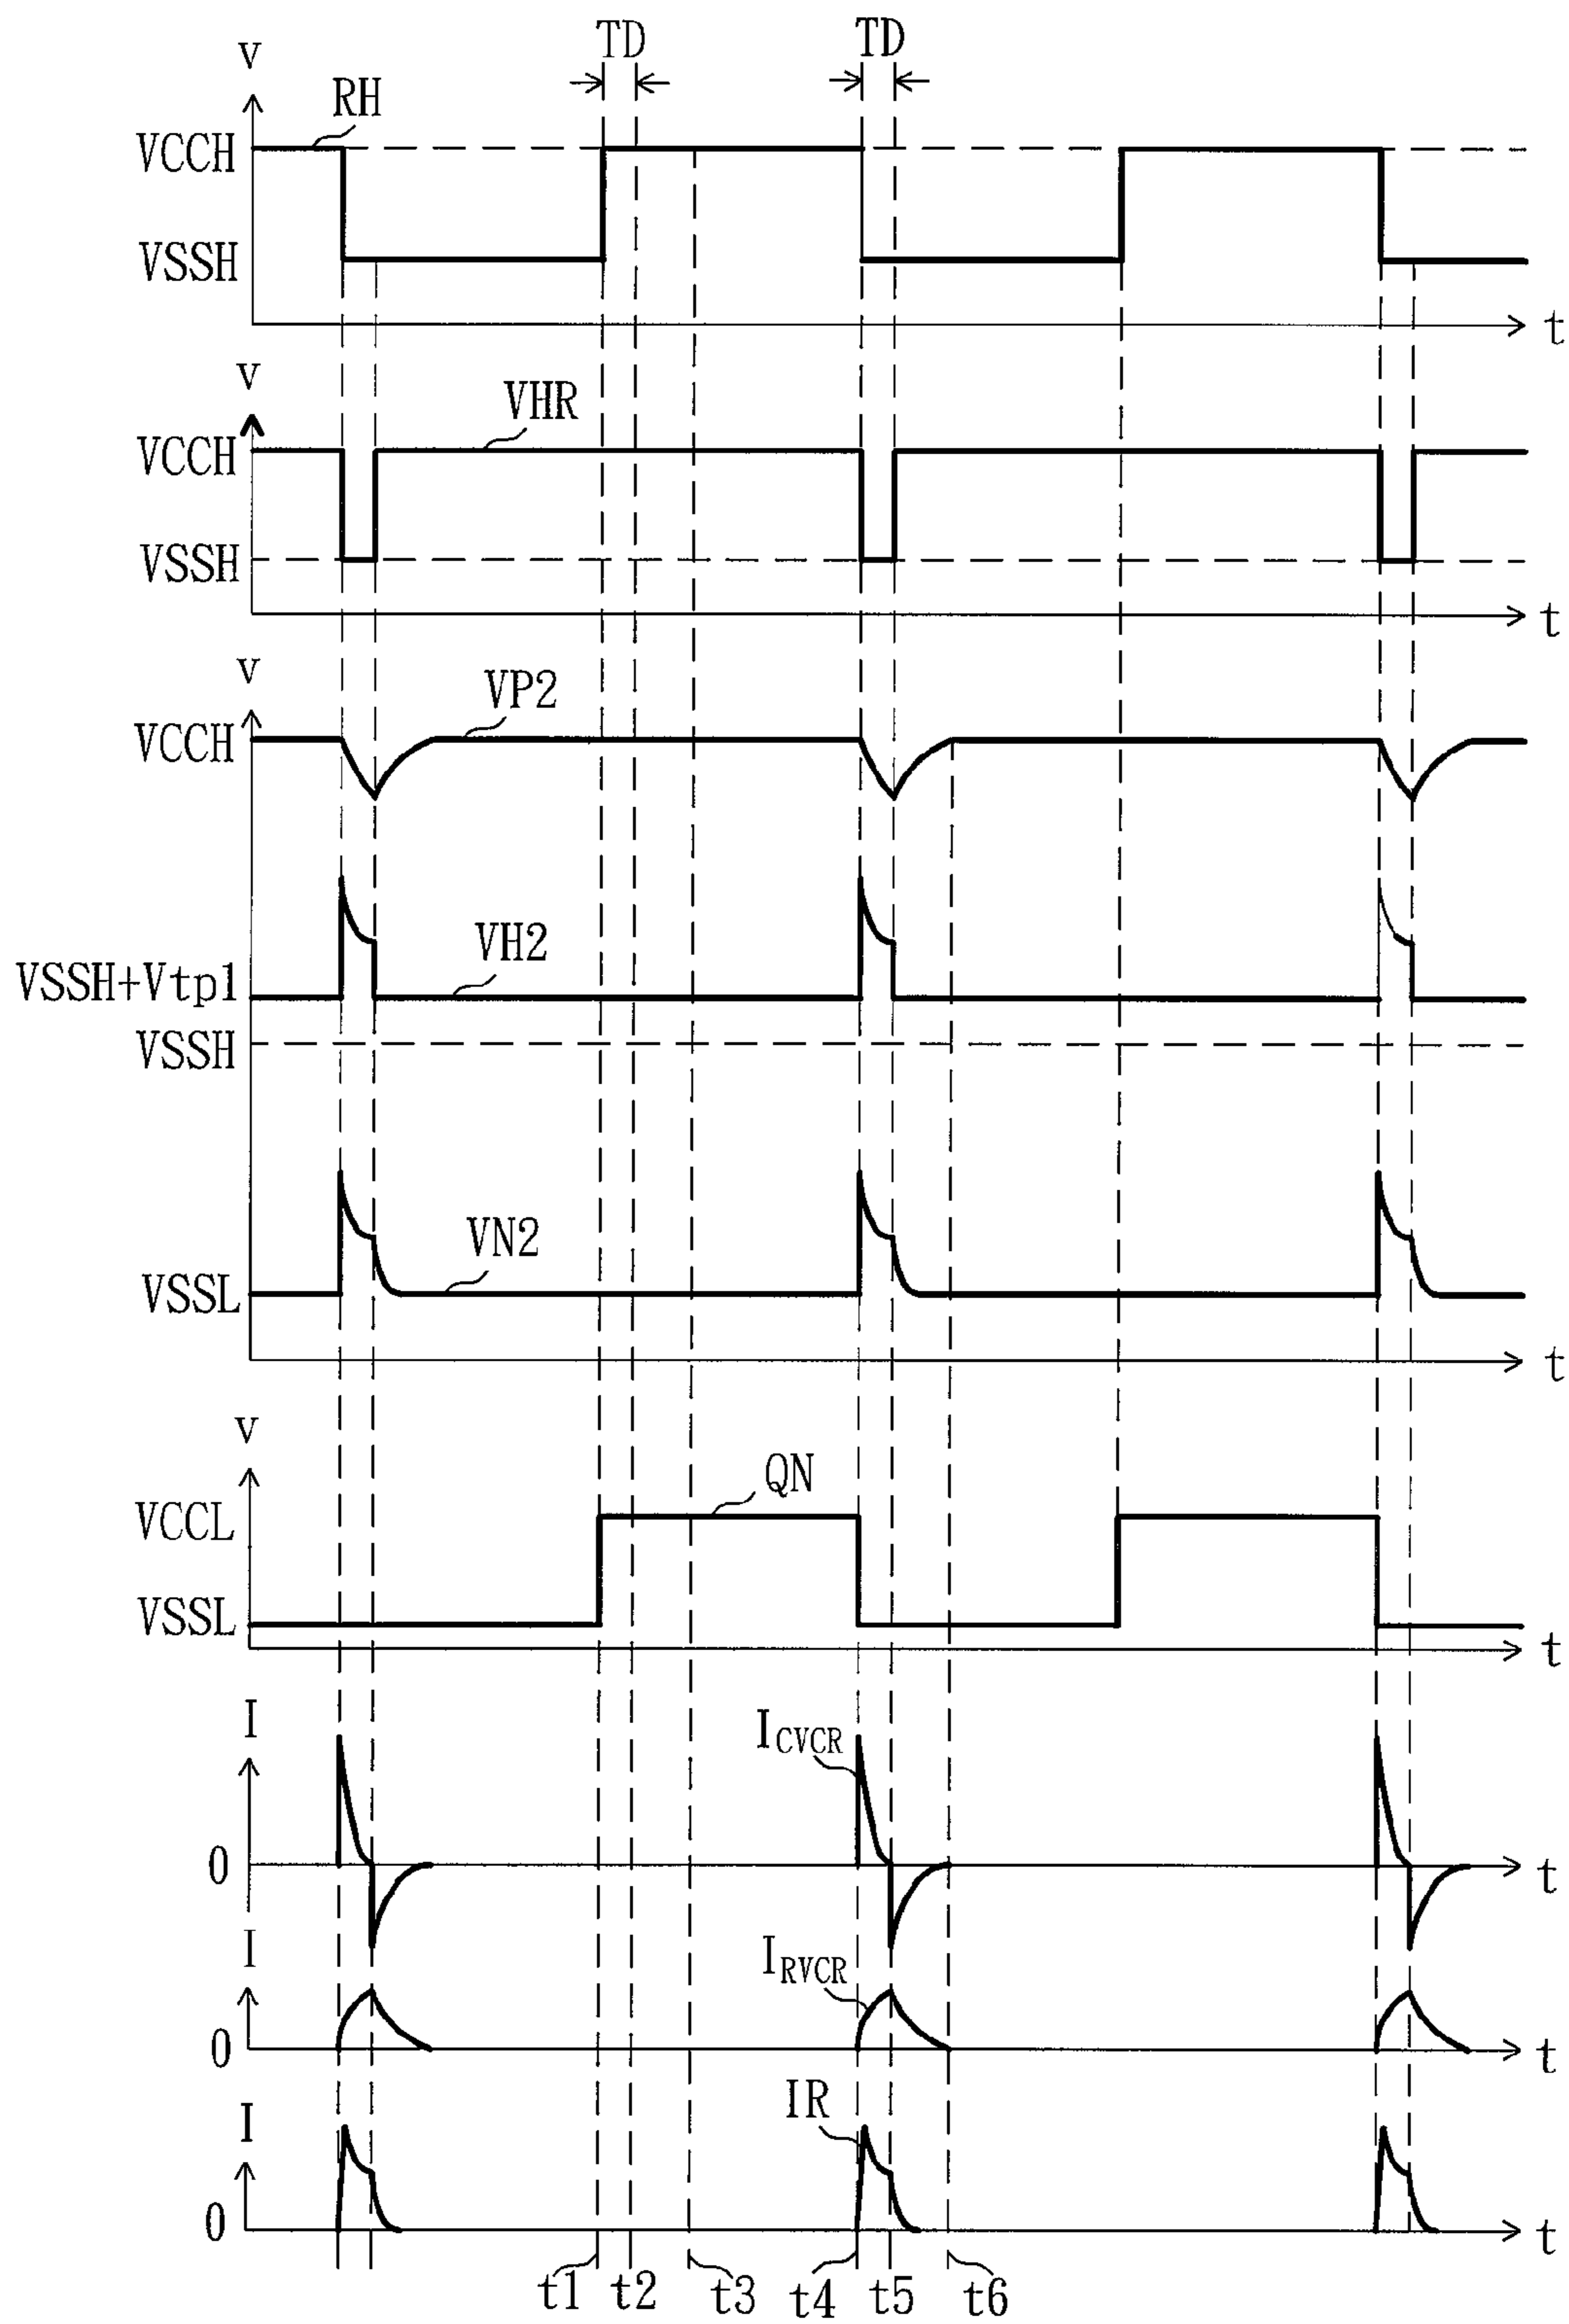 TD TD
V
RH
VCCH
VSSH
t
V
VHR
VCCH
VSSH
t
V
VP2
VCCH
VH2
VSSH+Vtp1
VSSH
VN2
VSSL
t
V
QN
VCCL
VSSL
t
I
ICVCR
0
t
I
IRVCR
0
t
I
IR
0
t
t1 t2 t3 t4 t5 t6